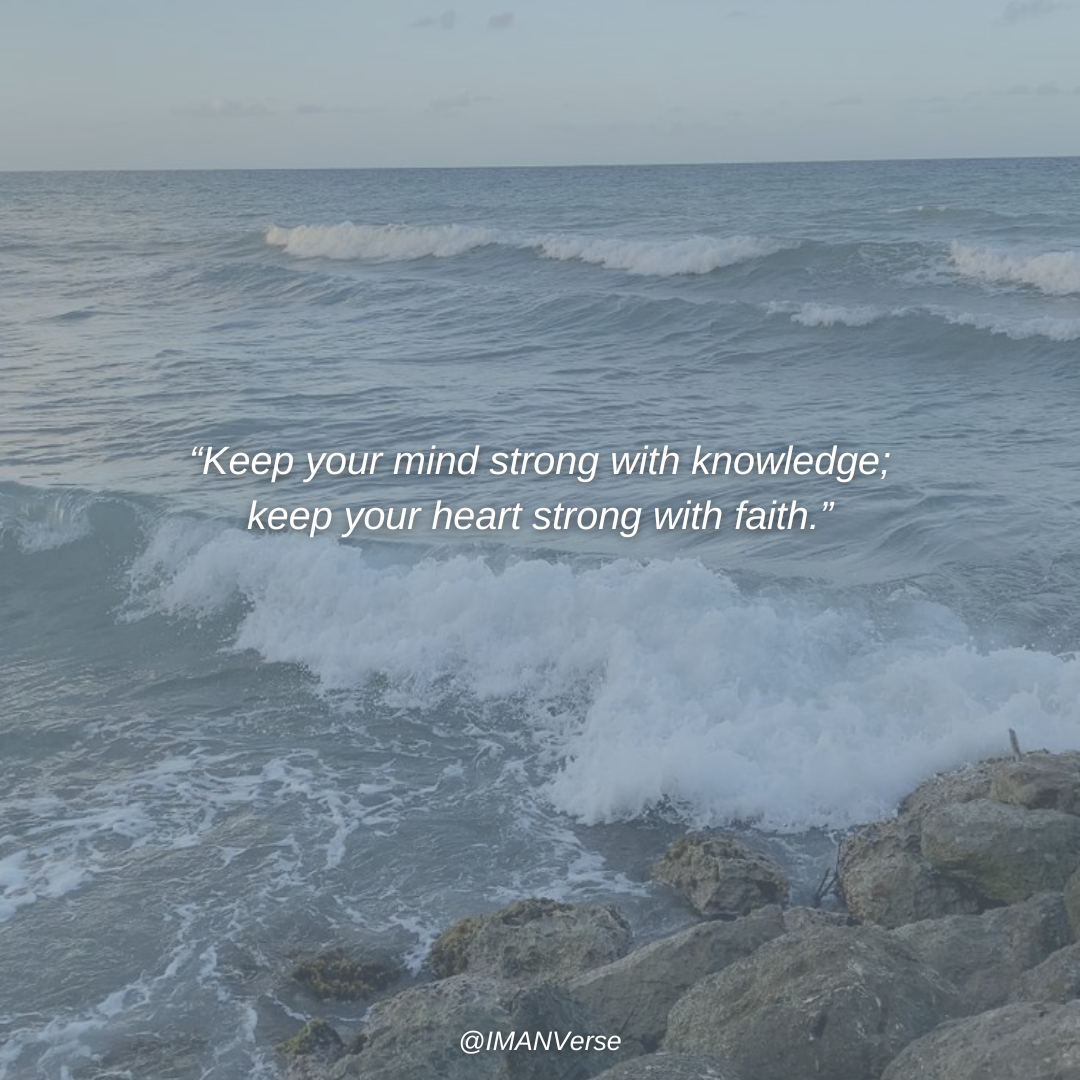 “Keep your mind strong with knowledge;
keep your heart strong with faith.”
@IMANVerse